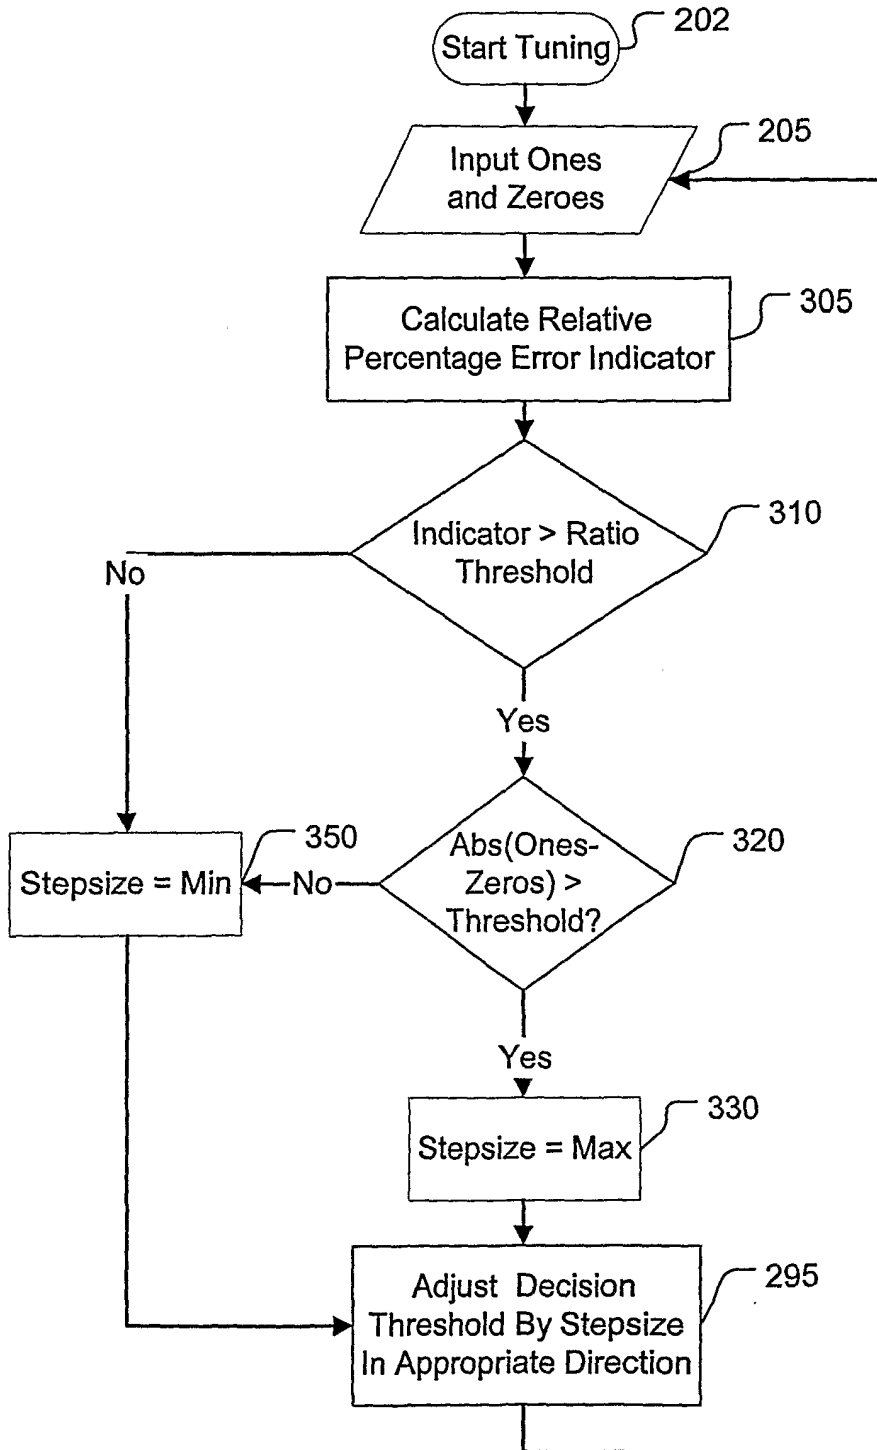 Start Tuning
202
Input Ones
and Zeroes
205
Calculate Relative
Percentage Error Indicator
305
Indicator > Ratio
Threshold
310
No
Yes
Abs(Ones-
Zeros) >
Threshold?
320
No
Stepsize = Min
350
Yes
Stepsize = Max
330
Adjust Decision
Threshold By Stepsize
In Appropriate Direction
295